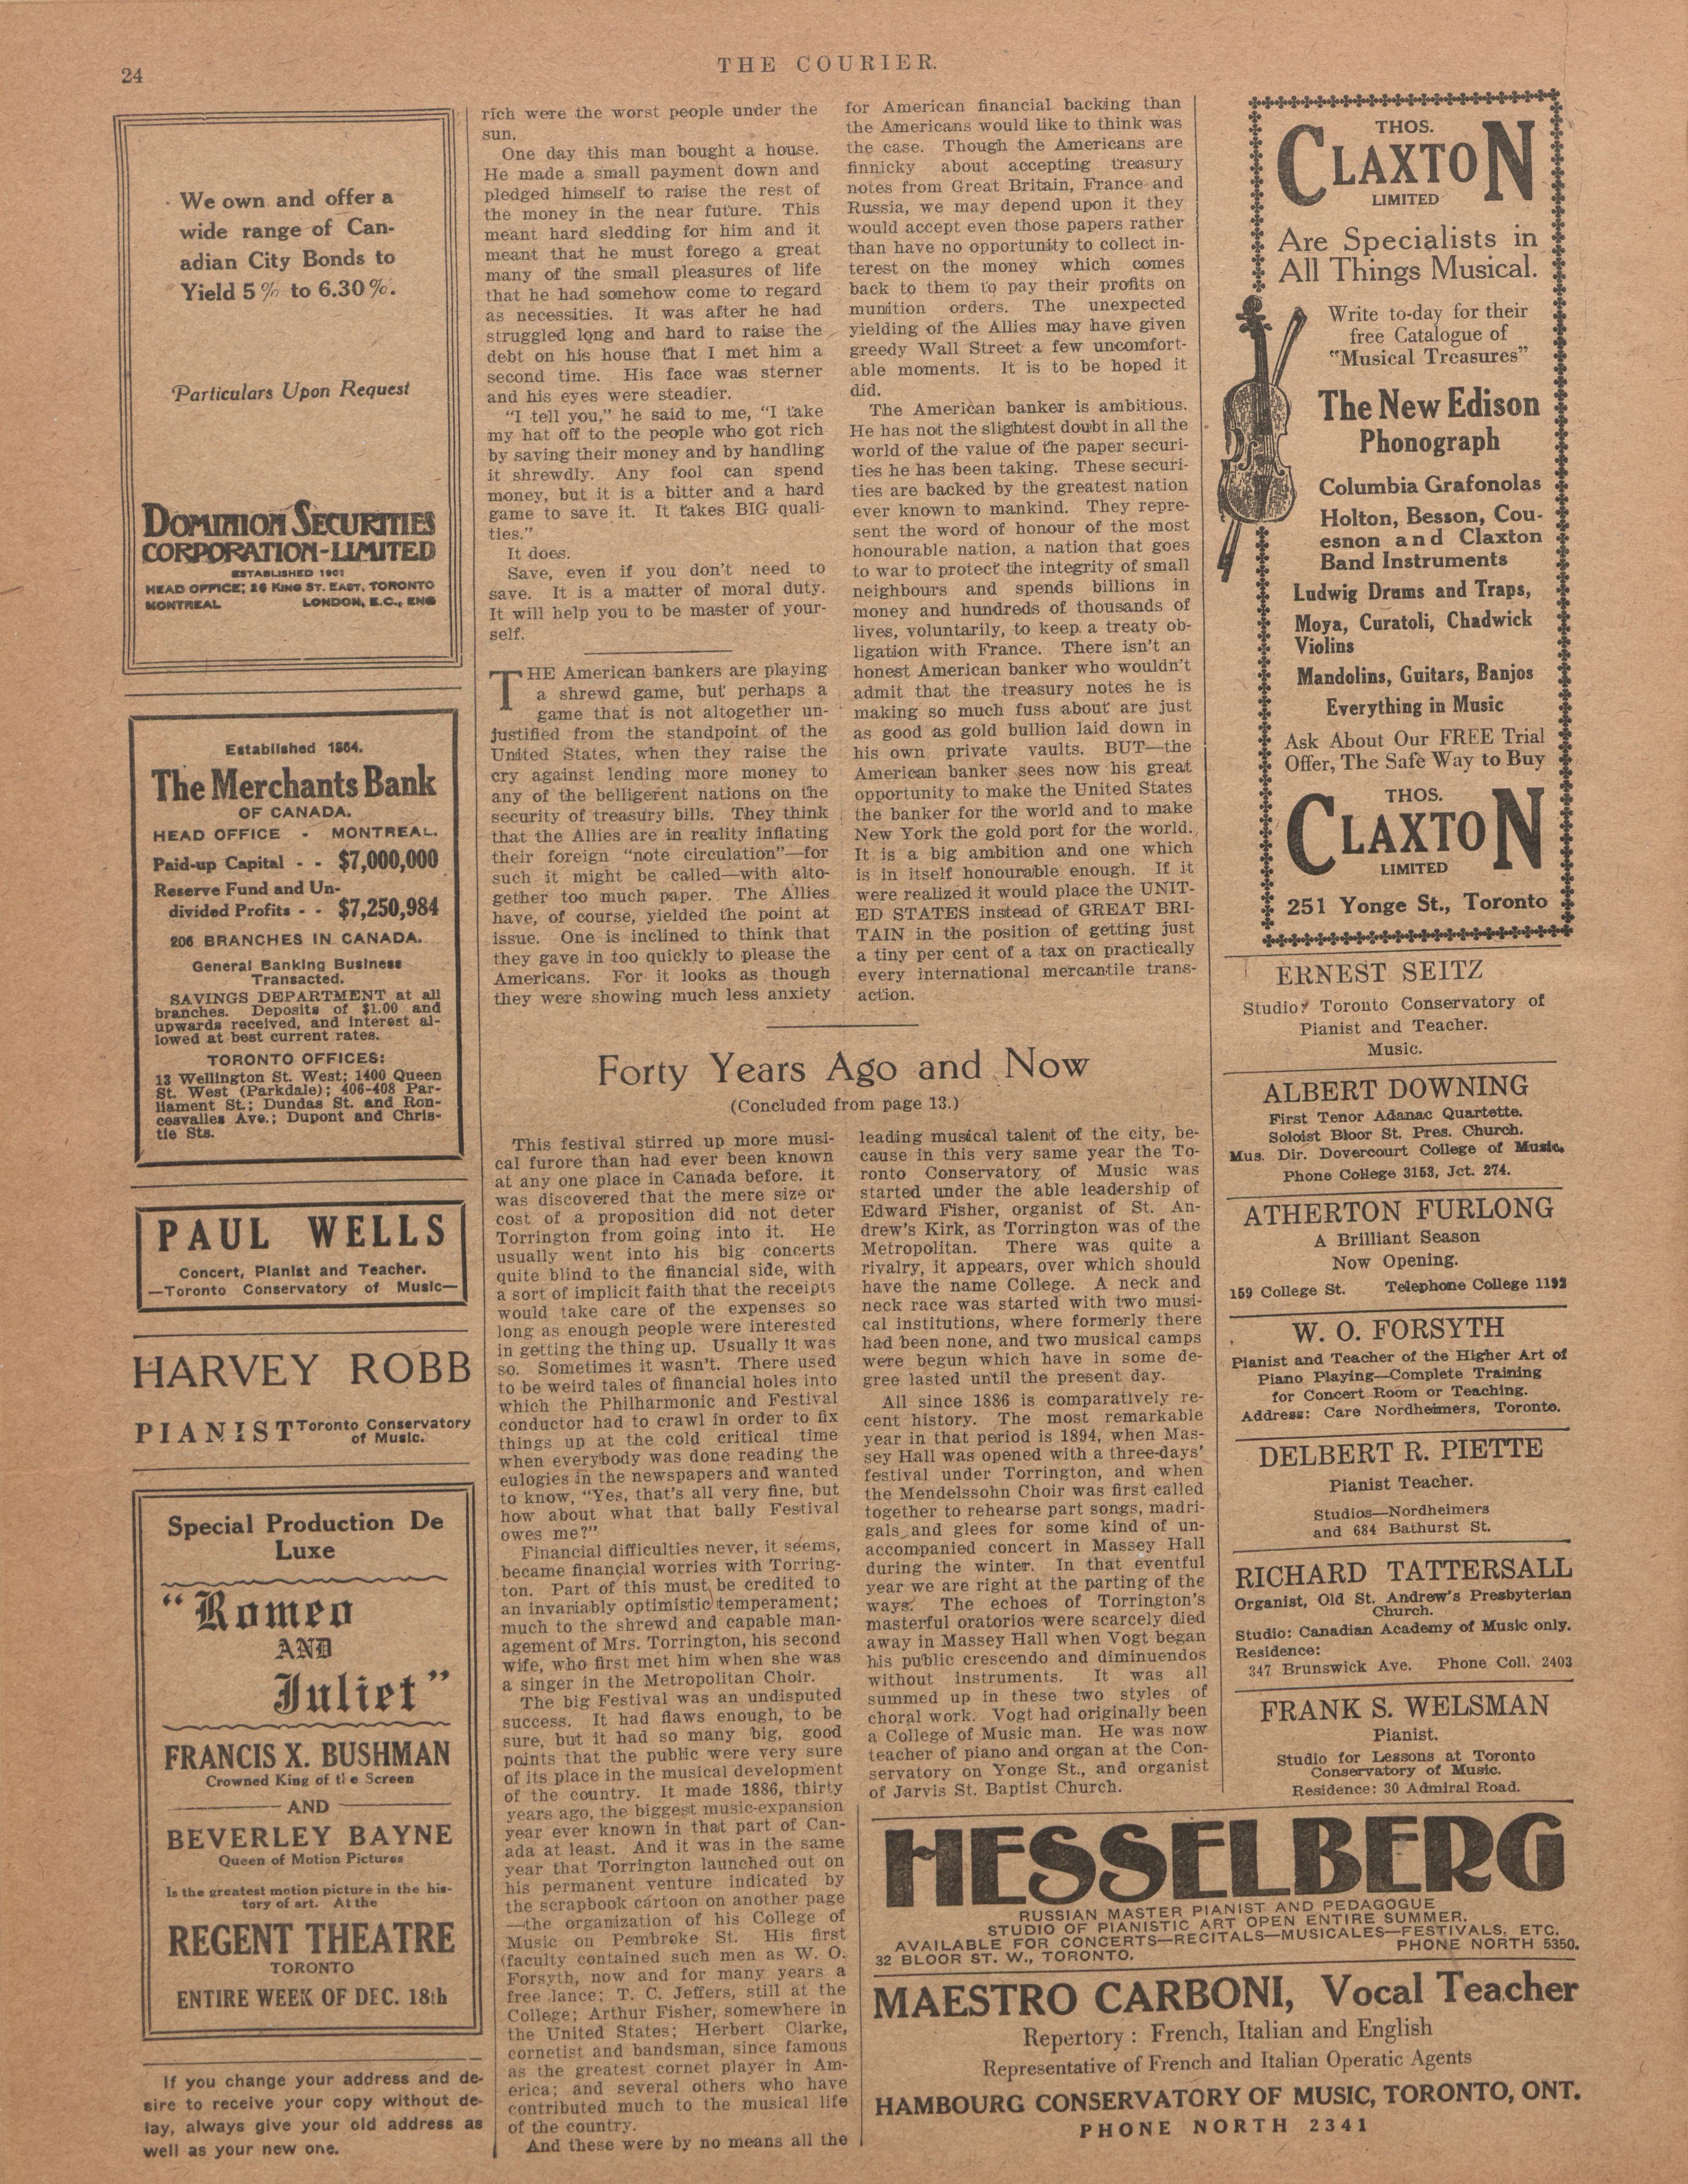 24
THE COURIER.
We own and offer a
wide range of Can-
adian City Bonds to
Yield 5% to 6.30%.
Particulars Upon Request
DOMINION SECURITIES
CORPORATION-LIMITED
ESTABLISHED 1901
HEAD OFFICE; 26 KING ST. EAST, TORONTO
MONTREAL LONDON, E.C., ENG
Established 1864.
The Merchants Bank
OF CANADA.
HEAD OFFICE - MONTREAL.
Paid-up Capital - - $7,000,000
Reserve Fund and Un-
divided Profits - - $7,250,984
206 BRANCHES IN CANADA.
General Banking Business
Transacted.
SAVINGS DEPARTMENT at all
branches. Deposits of $1.00 and
upwards received, and interest al-
lowed at best current rates.
TORONTO OFFICES:
13 Wellington St. West; 1400 Queen
St. West (Parkdale); 406-408 Par-
liament St.; Dundas St. and Ron-
cesvalles Ave.; Dupont and Chris-
tie Sts.
PAUL WELLS
Concert, Pianist and Teacher.
—Toronto Conservatory of Music—
HARVEY ROBB
PIANIST Toronto Conservatory
of Music.
Special Production De
Luxe
"Romeo
AND
Juliet"
FRANCIS X. BUSHMAN
Crowned King of the Screen
AND
BEVERLEY BAYNE
Queen of Motion Pictures
Is the greatest motion picture in the his-
tory of art. At the
REGENT THEATRE
TORONTO
ENTIRE WEEK OF DEC. 18th
If you change your address and de-
sire to receive your copy without de-
lay, always give your old address as
well as your new one.
rich were the worst people under the
sun.
One day this man bought a house.
He made a small payment down and
pledged himself to raise the rest of
the money in the near future. This
meant hard sledding for him and it
meant that he must forego a great
many of the small pleasures of life
that he had somehow come to regard
as necessities. It was after he had
struggled long and hard to raise the
debt on his house that I met him a
second time. His face was sterner
and his eyes were steadier.
"I tell you," he said to me, "I take
my hat off to the people who got rich
by saving their money and by handling
it shrewdly. Any fool can spend
money, but it is a bitter and a hard
game to save it. It takes BIG quali-
ties."
It does.
Save, even if you don't need to
save. It is a matter of moral duty.
It will help you to be master of your-
self.
THE American bankers are playing
a shrewd game, but perhaps a
game that is not altogether un-
justified from the standpoint of the
United States, when they raise the
cry against lending more money to
any of the belligerent nations on the
security of treasury bills. They think
that the Allies are in reality inflating
their foreign "note circulation"—for
such it might be called—with alto-
gether too much paper. The Allies
have, of course, yielded the point at
issue. One is inclined to think that
they gave in too quickly to please the
Americans. For it looks as though
they were showing much less anxiety
for American financial backing than
the Americans would like to think was
the case. Though the Americans are
finnicky about accepting treasury
notes from Great Britain, France and
Russia, we may depend upon it they
would accept even those papers rather
than have no opportunity to collect in-
terest on the money which comes
back to them to pay their profits on
munition orders. The unexpected
yielding of the Allies may have given
greedy Wall Street a few uncomfort-
able moments. It is to be hoped it
did.
The American banker is ambitious.
He has not the slightest doubt in all the
world of the value of the paper securi-
ties he has been taking. These securi-
ties are backed by the greatest nation
ever known to mankind. They repre-
sent the word of honour of the most
honourable nation, a nation that goes
to war to protect the integrity of small
neighbours and spends billions in
money and hundreds of thousands of
lives, voluntarily, to keep a treaty ob-
ligation with France. There isn't an
honest American banker who wouldn't
admit that the treasury notes he is
making so much fuss about are just
as good as gold bullion laid down in
his own private vaults. BUT—the
American banker sees now his great
opportunity to make the United States
the banker for the world and to make
New York the gold port for the world.
It is a big ambition and one which
is in itself honourable enough. If it
were realized it would place the UNIT-
ED STATES instead of GREAT BRI-
TAIN in the position of getting just
a tiny per cent of a tax on practically
every international mercantile trans-
action.
Forty Years Ago and Now
(Concluded from page 13.)
This festival stirred up more musi-
cal furore than had ever been known
at any one place in Canada before. It
was discovered that the mere size or
cost of a proposition did not deter
Torrington from going into it. He
usually went into his big concerts
quite blind to the financial side, with
a sort of implicit faith that the receipts
would take care of the expenses so
long as enough people were interested
in getting the thing up. Usually it was
so. Sometimes it wasn't. There used
to be weird tales of financial holes into
which the Philharmonic and Festival
conductor had to crawl in order to fix
things up at the cold critical time
when everybody was done reading the
eulogies in the newspapers and wanted
to know, "Yes, that's all very fine, but
how about what that bally Festival
owes me?"
Financial difficulties never, it seems,
became financial worries with Torring-
ton. Part of this must be credited to
an invariably optimistic temperament;
much to the shrewd and capable man-
agement of Mrs. Torrington, his second
wife, who first met him when she was
a singer in the Metropolitan Choir.
The big Festival was an undisputed
success. It had flaws enough, to be
sure, but it had so many big, good
points that the public were very sure
of its place in the musical development
of the country. It made 1886, thirty
years ago, the biggest music-expansion
year ever known in that part of Can-
ada at least. And it was in the same
year that Torrington launched out on
his permanent venture indicated by
the scrapbook cartoon on another page
—the organization of his College of
Music on Pembroke St. His first
faculty contained such men as W. O.
Forsyth, now and for many years a
free lance; T. C. Jeffers, still at the
College; Arthur Fisher, somewhere in
the United States; Herbert Clarke,
cornetist and bandsman, since famous
as the greatest cornet player in Am-
erica; and several others who have
contributed much to the musical life
of the country.
And these were by no means all the
leading musical talent of the city, be-
cause in this very same year the To-
ronto Conservatory of Music was
started under the able leadership of
Edward Fisher, organist of St. An-
drew's Kirk, as Torrington was of the
Metropolitan. There was quite a
rivalry, it appears, over which should
have the name College. A neck and
neck race was started with two musi-
cal institutions, where formerly there
had been none, and two musical camps
were begun which have in some de-
gree lasted until the present day.
All since 1886 is comparatively re-
cent history. The most remarkable
year in that period is 1894, when Mas-
sey Hall was opened with a three-days'
festival under Torrington, and when
the Mendelssohn Choir was first called
together to rehearse part songs, madri-
gals and glees for some kind of un-
accompanied concert in Massey Hall
during the winter. In that eventful
year we are right at the parting of the
ways. The echoes of Torrington's
masterful oratorios were scarcely died
away in Massey Hall when Vogt began
his public crescendo and diminuendos
without instruments. It was all
summed up in these two styles of
choral work. Vogt had originally been
a College of Music man. He was now
teacher of piano and organ at the Con-
servatory on Yonge St., and organist
of Jarvis St. Baptist Church.
THOS.
CLAXTON
LIMITED
Are Specialists in
All Things Musical.
Write to-day for their
free Catalogue of
"Musical Treasures"
The New Edison
Phonograph
Columbia Grafonolas
Holton, Besson, Cou-
esnon and Claxton
Band Instruments
Ludwig Drums and Traps,
Moya, Curatoli, Chadwick
Violins
Mandolins, Guitars, Banjos
Everything in Music
Ask About Our FREE Trial
Offer, The Safe Way to Buy
THOS.
CLAXTON
LIMITED
251 Yonge St., Toronto
ERNEST SEITZ
Studio: Toronto Conservatory of
Pianist and Teacher.
Music.
ALBERT DOWNING
First Tenor Adanac Quartette.
Soloist Bloor St. Pres. Church.
Mus. Dir. Dovercourt College of Music.
Phone College 3153, Jct. 274.
ATHERTON FURLONG
A Brilliant Season
Now Opening.
159 College St. Telephone College 1192
W. O. FORSYTH
Pianist and Teacher of the Higher Art of
Piano Playing—Complete Training
for Concert Room or Teaching.
Address: Care Nordheimers, Toronto.
DELBERT R. PIETTE
Pianist Teacher.
Studios—Nordheimers
and 684 Bathurst St.
RICHARD TATTERSALL
Organist, Old St. Andrew's Presbyterian
Church.
Studio: Canadian Academy of Music only.
Residence:
347 Brunswick Ave. Phone Coll. 2403
FRANK S. WELSMAN
Pianist.
Studio for Lessons at Toronto
Conservatory of Music.
Residence: 30 Admiral Road.
HESSELBERG
RUSSIAN MASTER PIANIST AND PEDAGOGUE
STUDIO OF PIANISTIC ART OPEN ENTIRE SUMMER.
AVAILABLE FOR CONCERTS—RECITALS—MUSICALES—FESTIVALS, ETC.
32 BLOOR ST. W., TORONTO. PHONE NORTH 5350.
MAESTRO CARBONI, Vocal Teacher
Repertory: French, Italian and English
Representative of French and Italian Operatic Agents
HAMBOURG CONSERVATORY OF MUSIC, TORONTO, ONT.
PHONE NORTH 2341